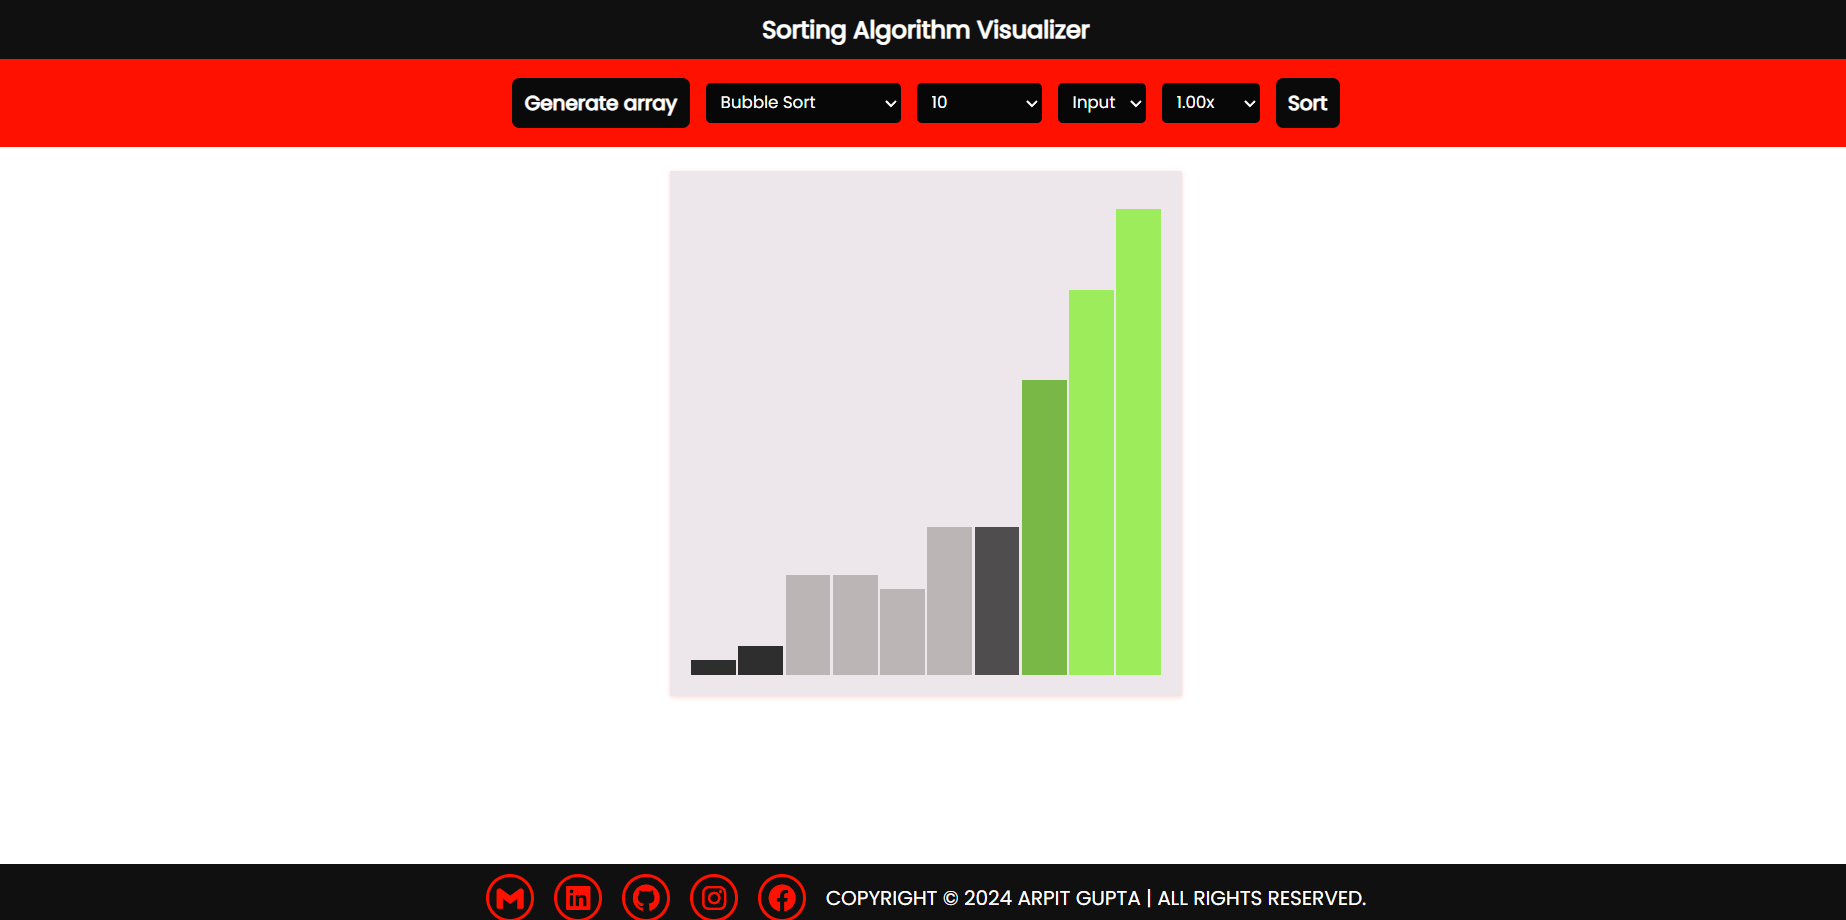 Sorting Algorithm Visualizer
Generate array Bubble Sort 10 Input 1.00x Sort
COPYRIGHT © 2024 ARPIT GUPTA | ALL RIGHTS RESERVED.